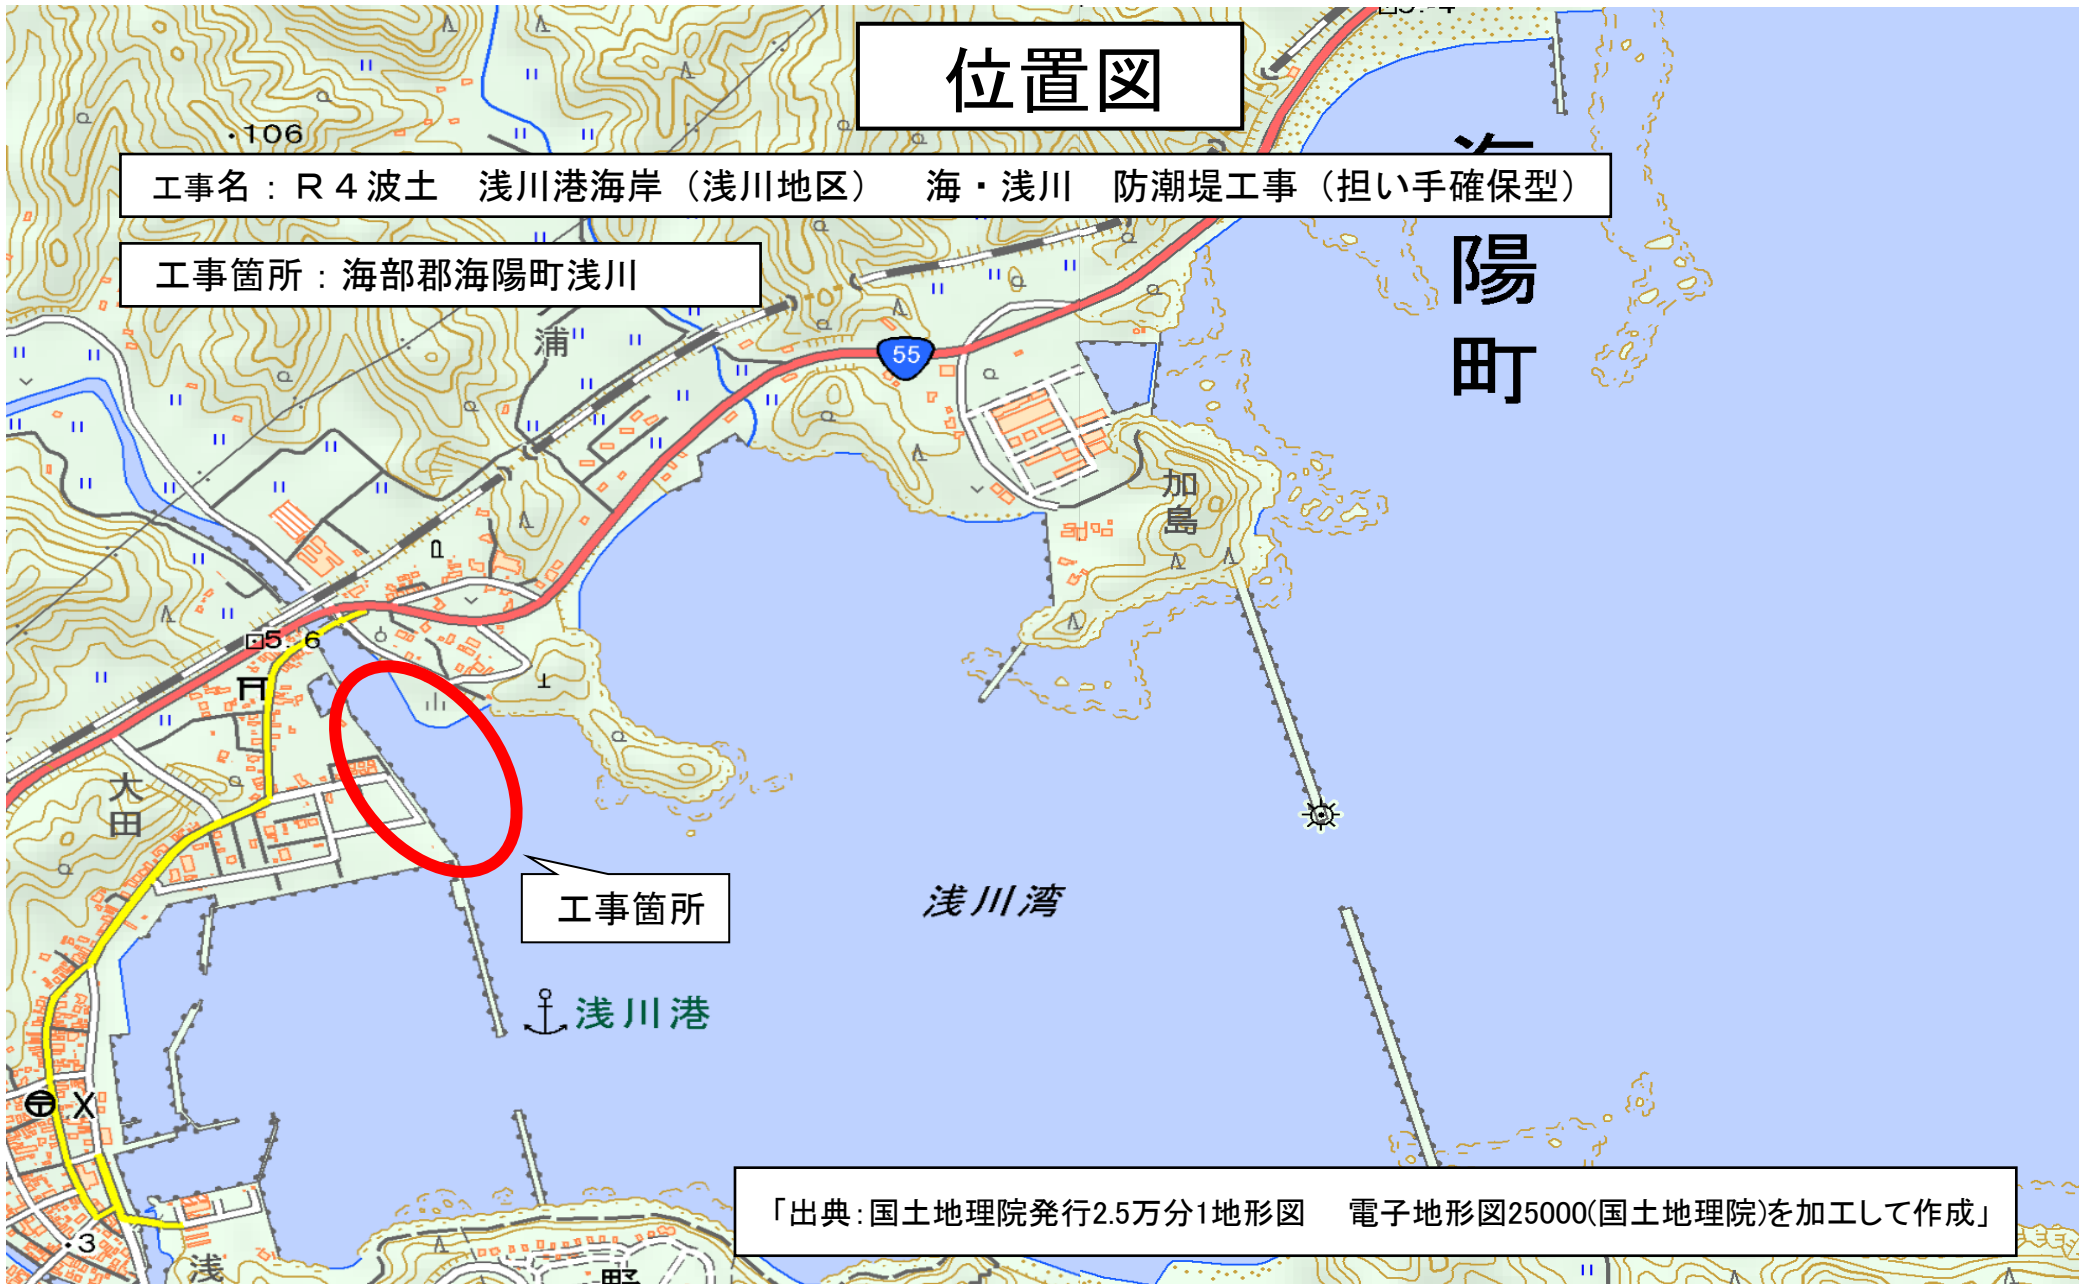 位置図
・106
工事名：Ｒ４波土　浅川港海岸（浅川地区）　海・浅川　防潮堤工事（担い手確保型）
工事箇所：海部郡海陽町浅川
海陽町
浦
55
加島
5.6
大田
工事箇所
浅川湾
浅川港
「出典：国土地理院発行2.5万分1地形図　電子地形図25000(国土地理院)を加工して作成」
・3
浅
野